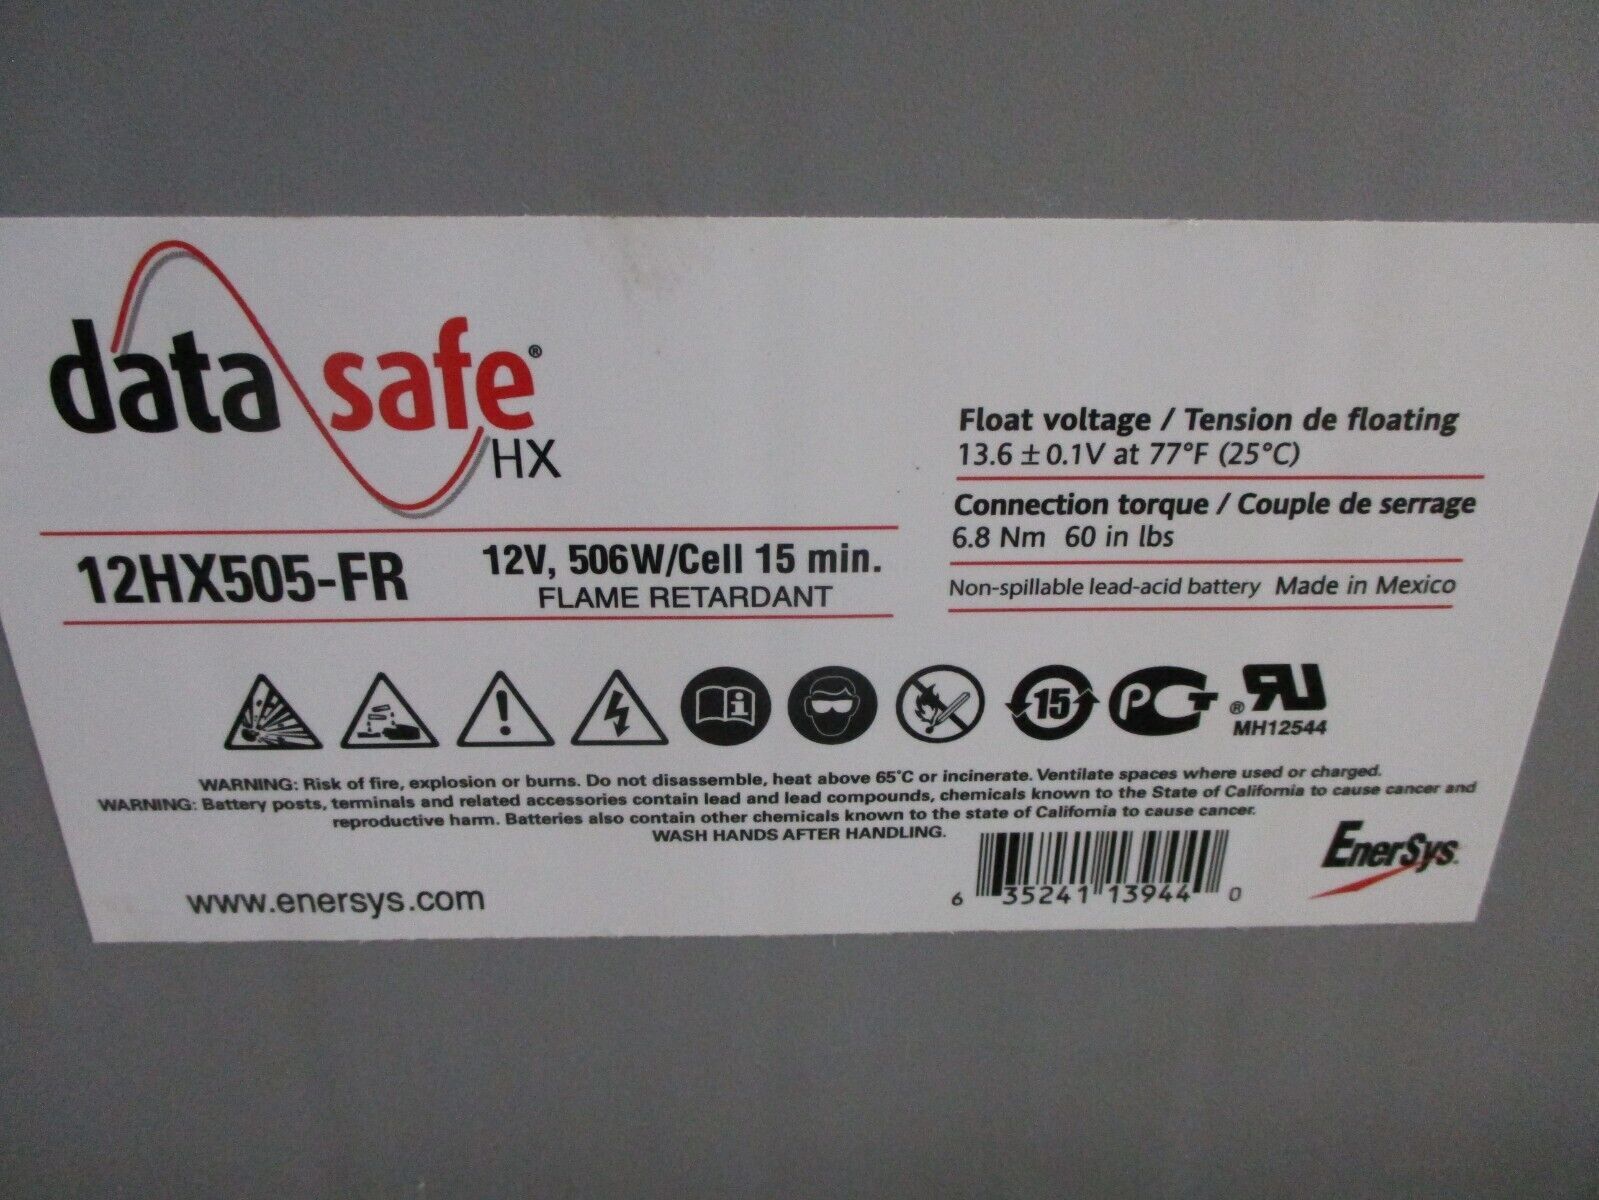 data safe®
HX
12HX505-FR
12V, 506W/Cell 15 min.
FLAME RETARDANT
Float voltage / Tension de floating
13.6 ± 0.1V at 77°F (25°C)
Connection torque / Couple de serrage
6.8 Nm 60 in lbs
Non-spillable lead-acid battery Made in Mexico
i
15
PCT
®
RU
MH12544
WARNING: Risk of fire, explosion or burns. Do not disassemble, heat above 65°C or incinerate. Ventilate spaces where used or charged.
WARNING: Battery posts, terminals and related accessories contain lead and lead compounds, chemicals known to the State of California to cause cancer and
reproductive harm. Batteries also contain other chemicals known to the state of California to cause cancer.
WASH HANDS AFTER HANDLING.
www.enersys.com
6 35241 13944 0
EnerSys.